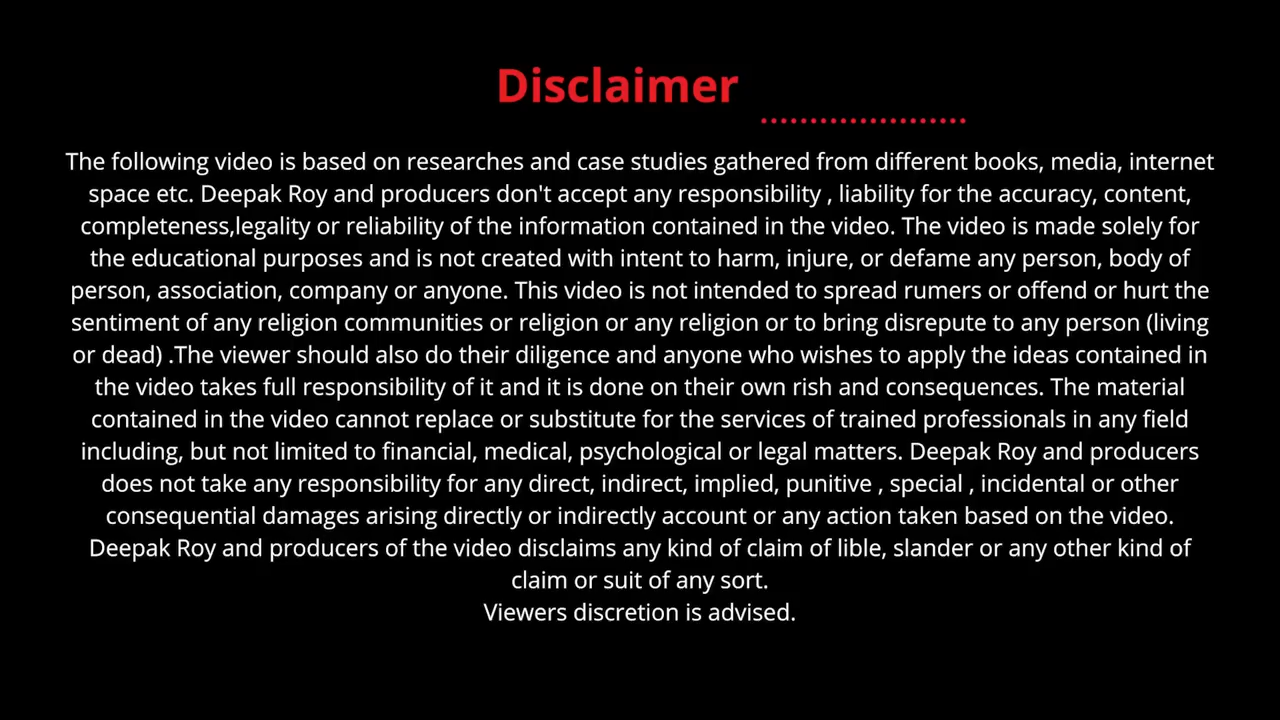 Disclaimer
The following video is based on researches and case studies gathered from different books, media, internet
space etc. Deepak Roy and producers don't accept any responsibility , liability for the accuracy, content,
completeness,legality or reliability of the information contained in the video. The video is made solely for
the educational purposes and is not created with intent to harm, injure, or defame any person, body of
person, association, company or anyone. This video is not intended to spread rumers or offend or hurt the
sentiment of any religion communities or religion or any religion or to bring disrepute to any person (living
or dead) .The viewer should also do their diligence and anyone who wishes to apply the ideas contained in
the video takes full responsibility of it and it is done on their own rish and consequences. The material
contained in the video cannot replace or substitute for the services of trained professionals in any field
including, but not limited to financial, medical, psychological or legal matters. Deepak Roy and producers
does not take any responsibility for any direct, indirect, implied, punitive , special , incidental or other
consequential damages arising directly or indirectly account or any action taken based on the video.
Deepak Roy and producers of the video disclaims any kind of claim of lible, slander or any other kind of
claim or suit of any sort.
Viewers discretion is advised.